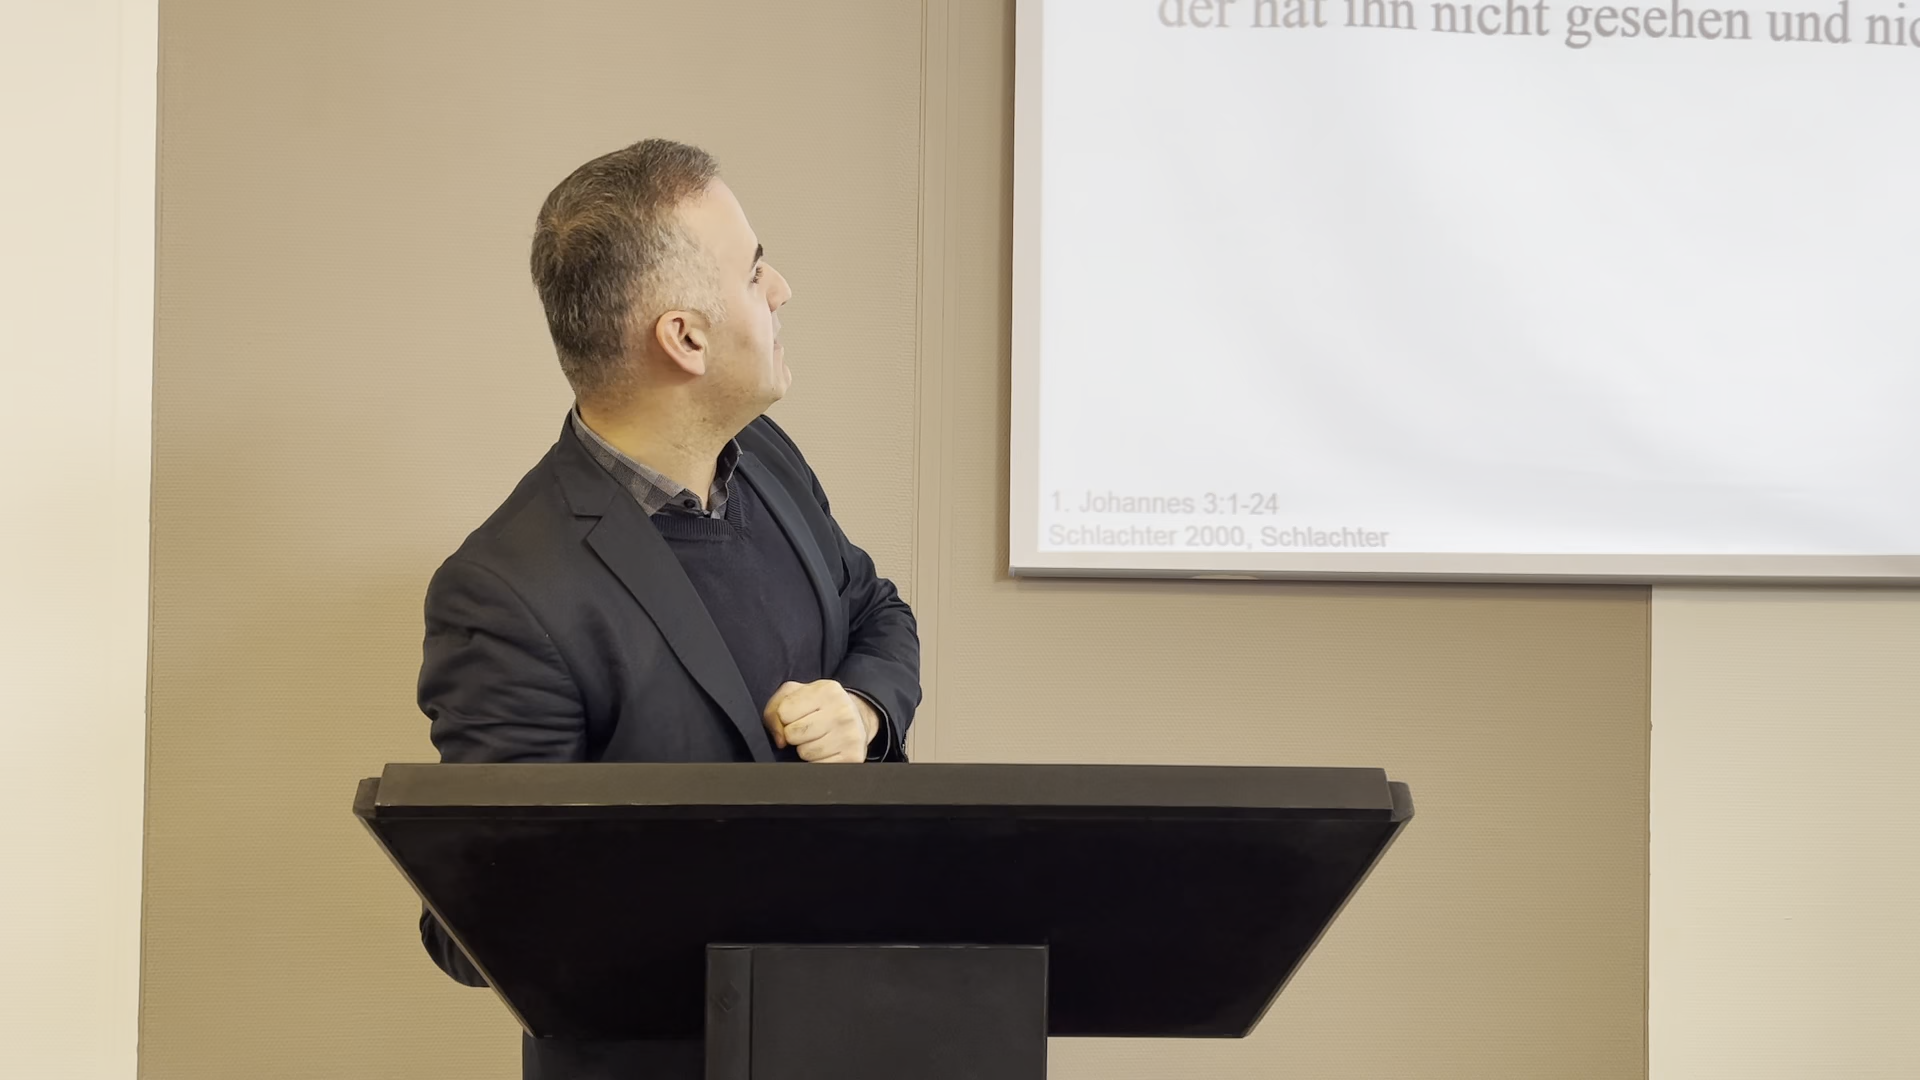 der hat ihn nicht gesehen und
1. Johannes 3:1-24
Schlachter 2000, Schlachter